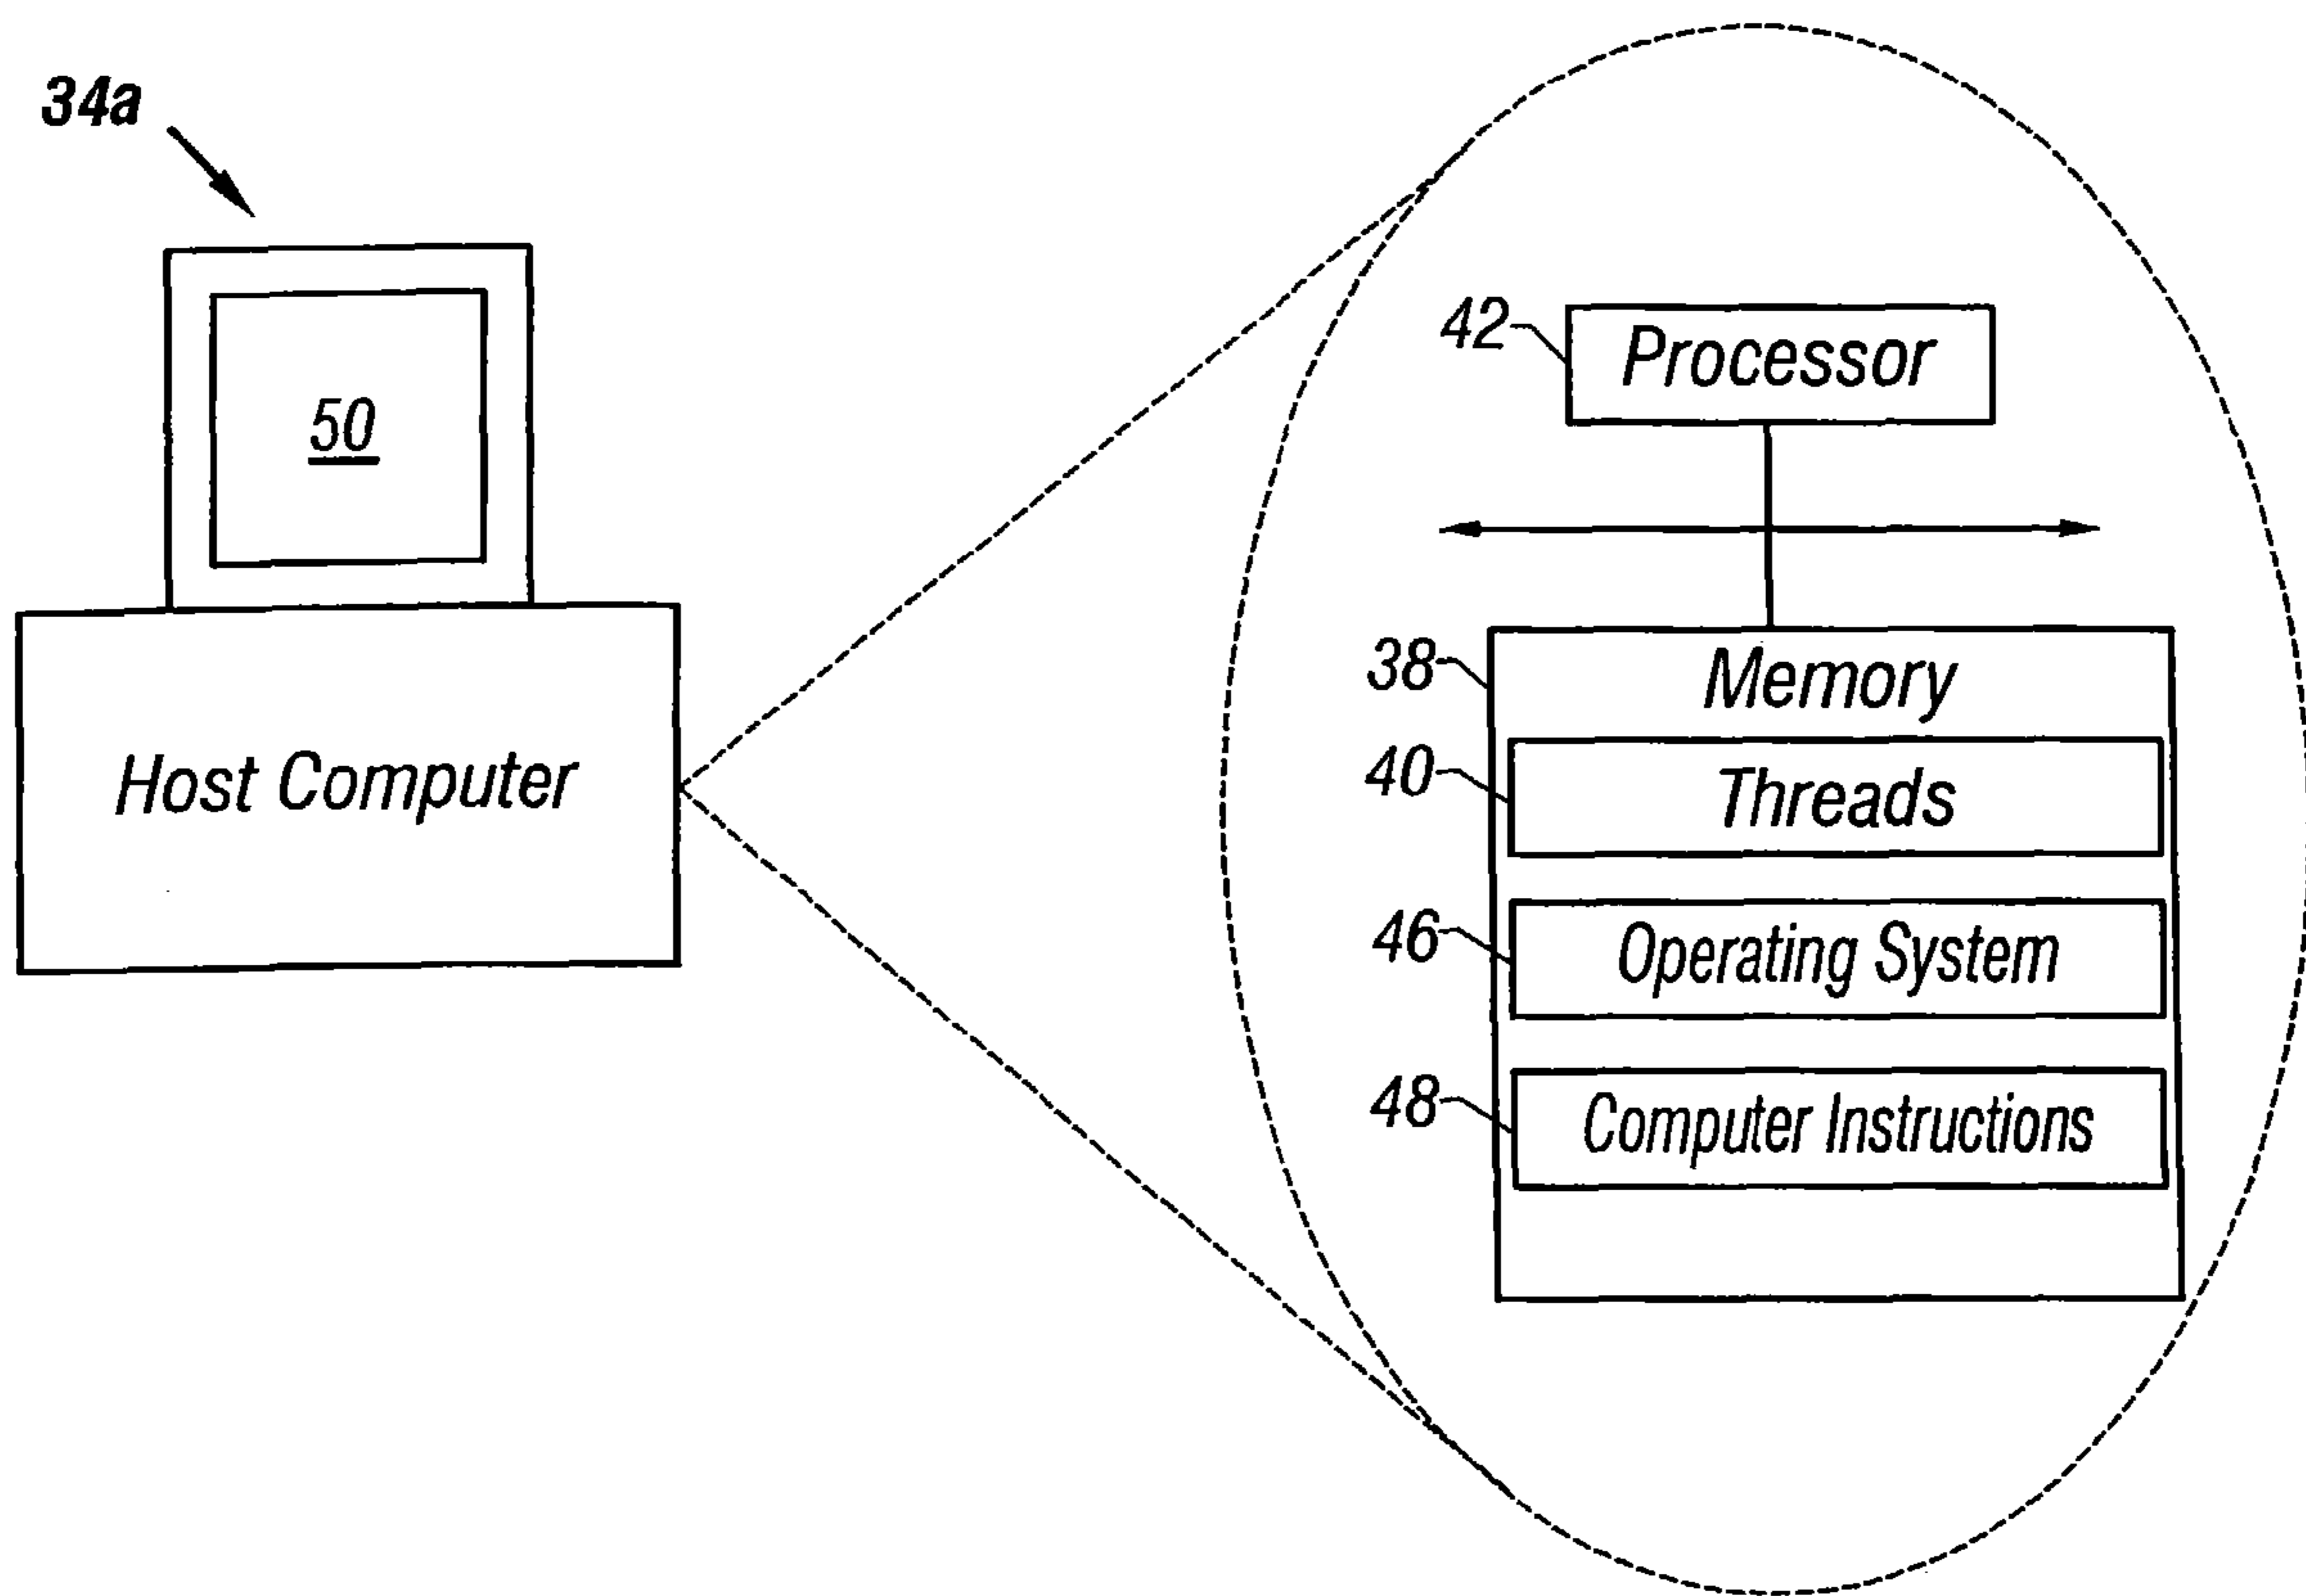 34a
50
Host Computer
42 Processor
38 Memory
40 Threads
46 Operating System
48 Computer Instructions